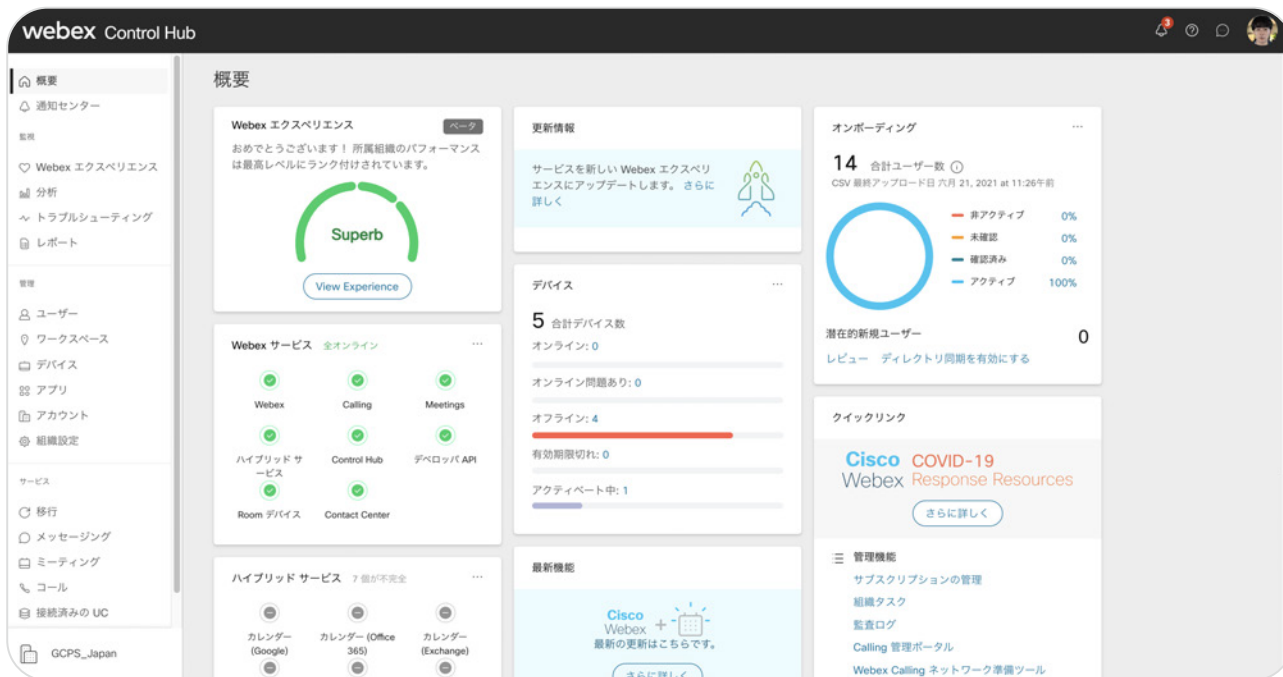 webex Control Hub
3
概要
通知センター
監視
Webex エクスペリエンス
分析
トラブルシューティング
レポート
管理
ユーザー
ワークスペース
デバイス
アプリ
アカウント
組織設定
サービス
移行
メッセージング
ミーティング
コール
接続済みの UC
GCPS_Japan
概要
Webex エクスペリエンス
ベータ
おめでとうございます！ 所属組織のパフォーマンス
は最高レベルにランク付けされています。
Superb
View Experience
Webex サービス 全オンライン
Webex Calling Meetings
ハイブリッド サ
ービス
Control Hub
デベロッパ API
Room デバイス Contact Center
ハイブリッド サービス 7 個が不完全
カレンダー
(Google)
カレンダー (Office
365)
カレンダー
(Exchange)
更新情報
サービスを新しい Webex エクスペリ
エンスにアップデートします。 さらに
詳しく
デバイス
5 合計デバイス数
オンライン: 0
オンライン問題あり: 0
オフライン: 4
有効期限切れ: 0
アクティベート中: 1
最新機能
Cisco
Webex +
最新の更新はこちらです。
さらに詳しく
オンボーディング
14 合計ユーザー数
CSV 最終アップロード日 六月 21, 2021 at 11:26午前
非アクティブ 0%
未確認 0%
確認済み 0%
アクティブ 100%
潜在的新規ユーザー 0
レビュー ディレクトリ同期を有効にする
クイックリンク
Cisco COVID-19
Webex Response Resources
さらに詳しく
管理機能
サブスクリプションの管理
組織タスク
監査ログ
Calling 管理ポータル
Webex Calling ネットワーク準備ツール